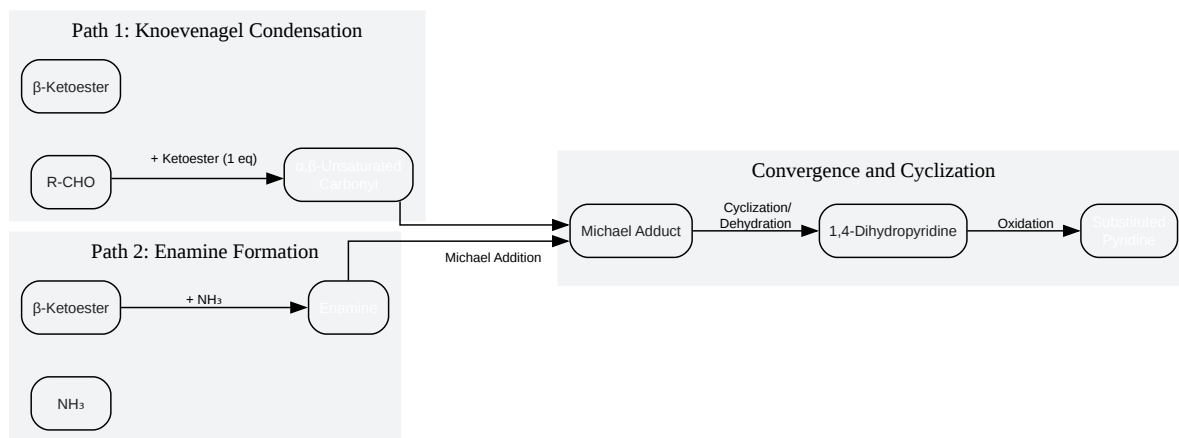 Path 1: Knoevenagel Condensation
β-Ketoester
R-CHO
+ Ketoester (1 eq)
α,β-Unsaturated
Carbonyl
Path 2: Enamine Formation
β-Ketoester
+ NH₃
Enamine
NH₃
Michael Addition
Convergence and Cyclization
Michael Adduct
Cyclization/
Dehydration
1,4-Dihydropyridine
Oxidation
Substituted
Pyridine